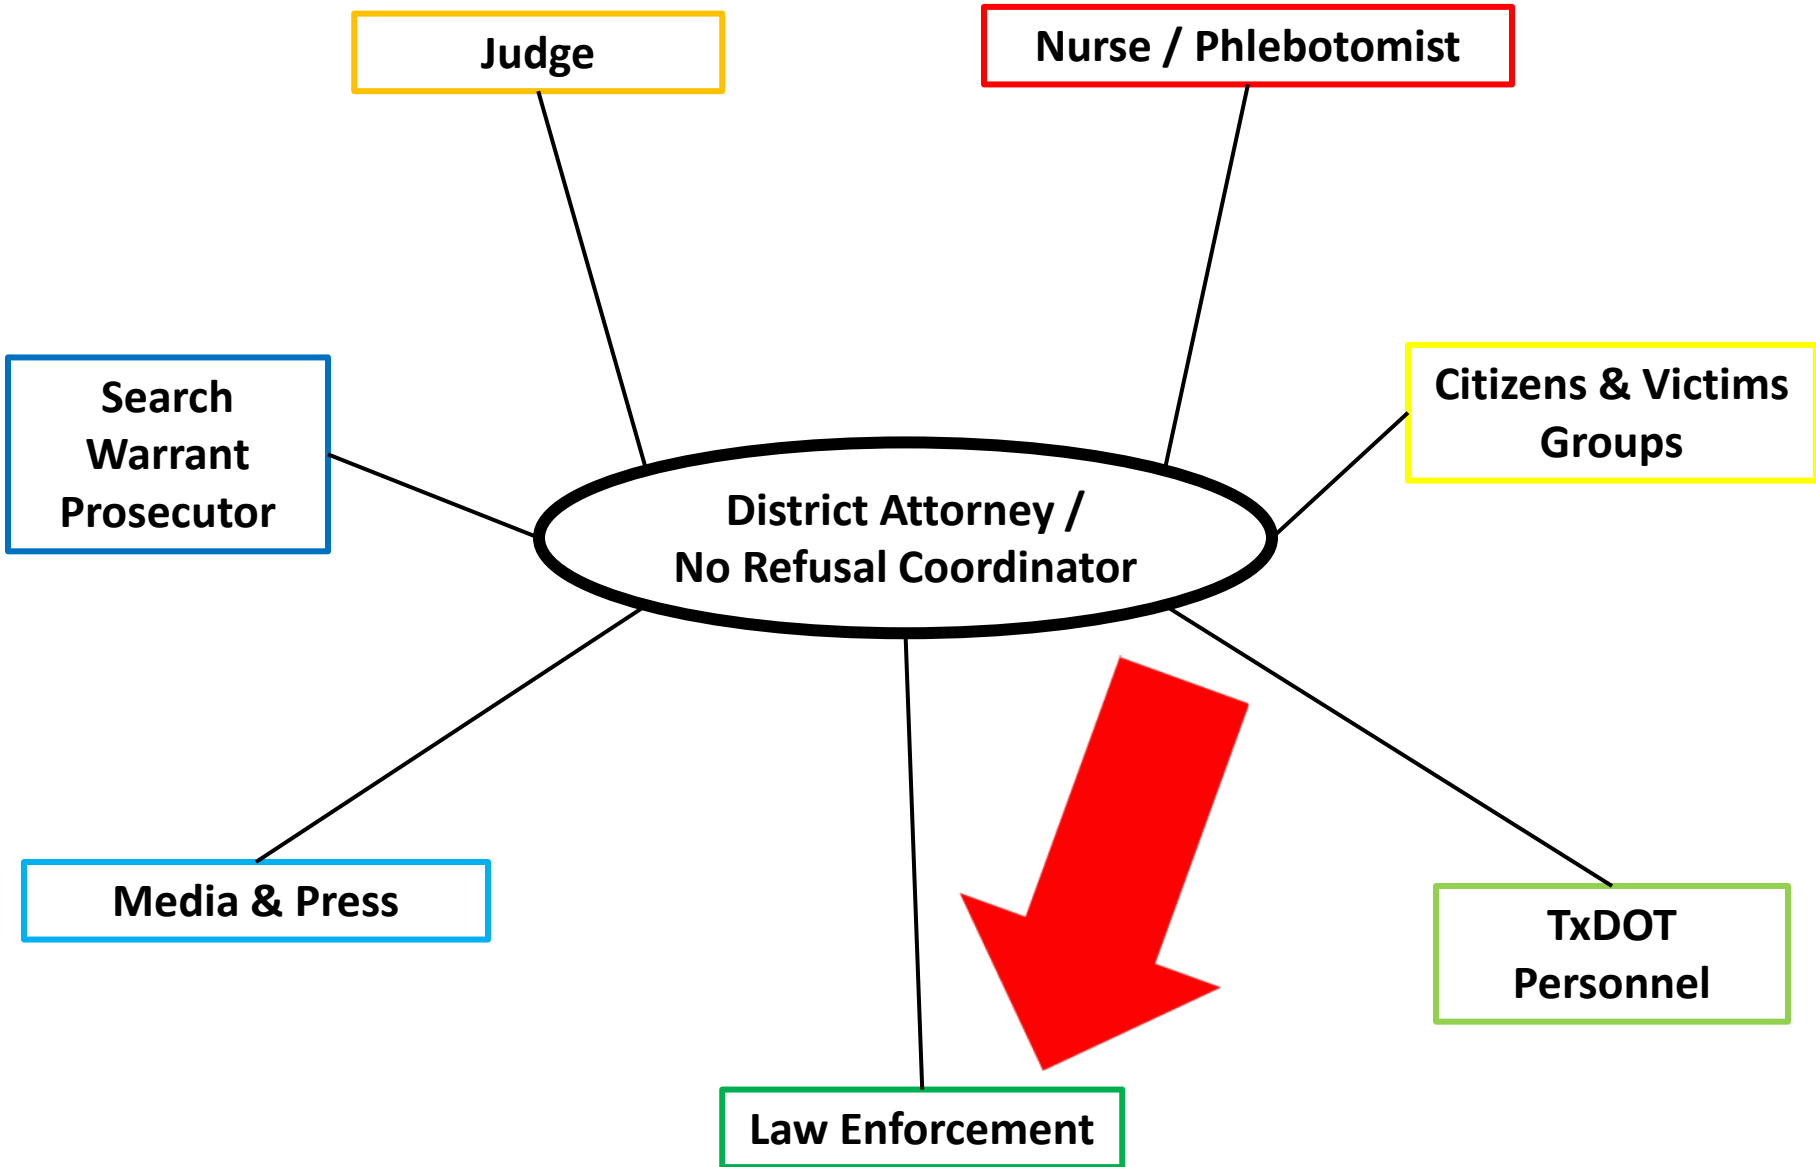 Judge
Nurse / Phlebotomist
Search
Warrant
Prosecutor
Citizens & Victims
Groups
District Attorney /
No Refusal Coordinator
Media & Press
TxDOT
Personnel
Law Enforcement